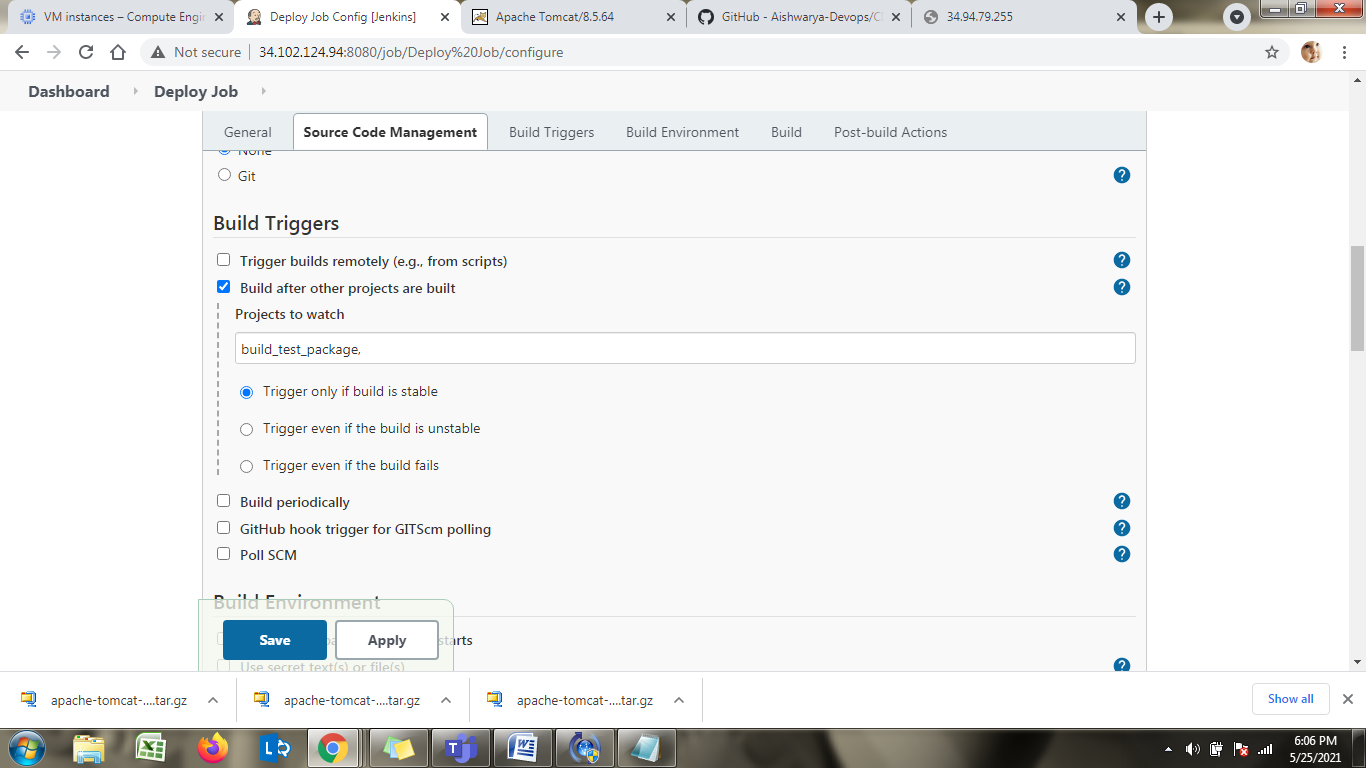 VM instances – Compute Engin
Deploy Job Config [Jenkins]
Apache Tomcat/8.5.64
GitHub - Aishwarya-Devops/C
34.94.79.255
Not secure
34.102.124.94:8080/job/Deploy%20Job/configure
Dashboard
Deploy Job
General
Source Code Management
Build Triggers
Build Environment
Build
Post-build Actions
None
Git
Build Triggers
Trigger builds remotely (e.g., from scripts)
Build after other projects are built
Projects to watch
build_test_package,
Trigger only if build is stable
Trigger even if the build is unstable
Trigger even if the build fails
Build periodically
GitHub hook trigger for GITScm polling
Poll SCM
Build Environment
starts
Save
Apply
Use secret text(s) or file(s)
apache-tomcat-....tar.gz
apache-tomcat-....tar.gz
apache-tomcat-....tar.gz
Show all
6:06 PM
5/25/2021